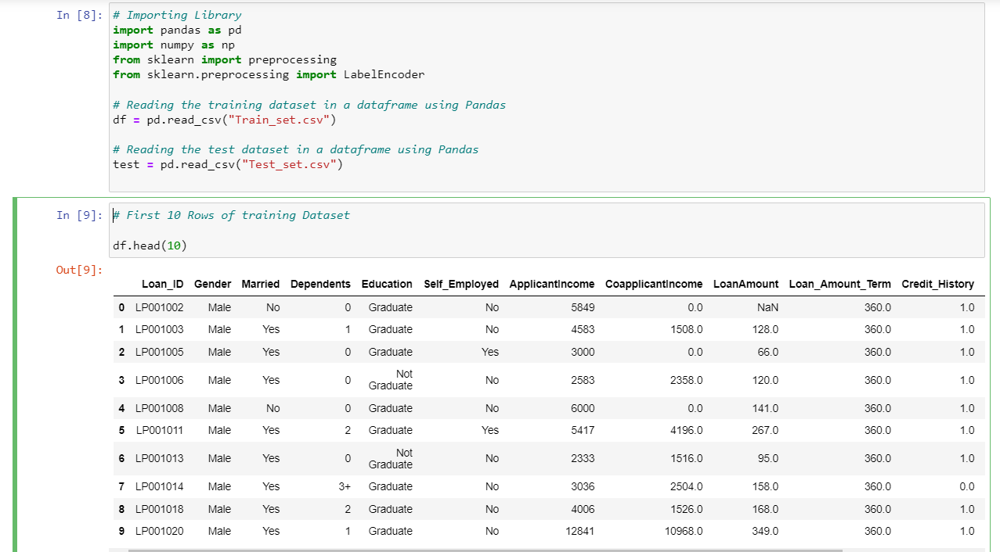 In [8]: # Importing Library
import pandas as pd
import numpy as np
from sklearn import preprocessing
from sklearn.preprocessing import LabelEncoder
# Reading the training dataset in a dataframe using Pandas
df = pd.read_csv("Train_set.csv")
# Reading the test dataset in a dataframe using Pandas
test = pd.read_csv("Test_set.csv")
In [9]: # First 10 Rows of training Dataset
df.head(10)
Out[9]:
Loan_ID Gender Married Dependents Education Self_Employed ApplicantIncome CoapplicantIncome LoanAmount Loan_Amount_Term Credit_History
0 LP001002 Male No 0 Graduate No 5849 0.0 NaN 360.0 1.0
1 LP001003 Male Yes 1 Graduate No 4583 1508.0 128.0 360.0 1.0
2 LP001005 Male Yes 0 Graduate Yes 3000 0.0 66.0 360.0 1.0
3 LP001006 Male Yes 0 Not Graduate No 2583 2358.0 120.0 360.0 1.0
4 LP001008 Male No 0 Graduate No 6000 0.0 141.0 360.0 1.0
5 LP001011 Male Yes 2 Graduate Yes 5417 4196.0 267.0 360.0 1.0
6 LP001013 Male Yes 0 Not Graduate No 2333 1516.0 95.0 360.0 1.0
7 LP001014 Male Yes 3+ Graduate No 3036 2504.0 158.0 360.0 0.0
8 LP001018 Male Yes 2 Graduate No 4006 1526.0 168.0 360.0 1.0
9 LP001020 Male Yes 1 Graduate No 12841 10968.0 349.0 360.0 1.0